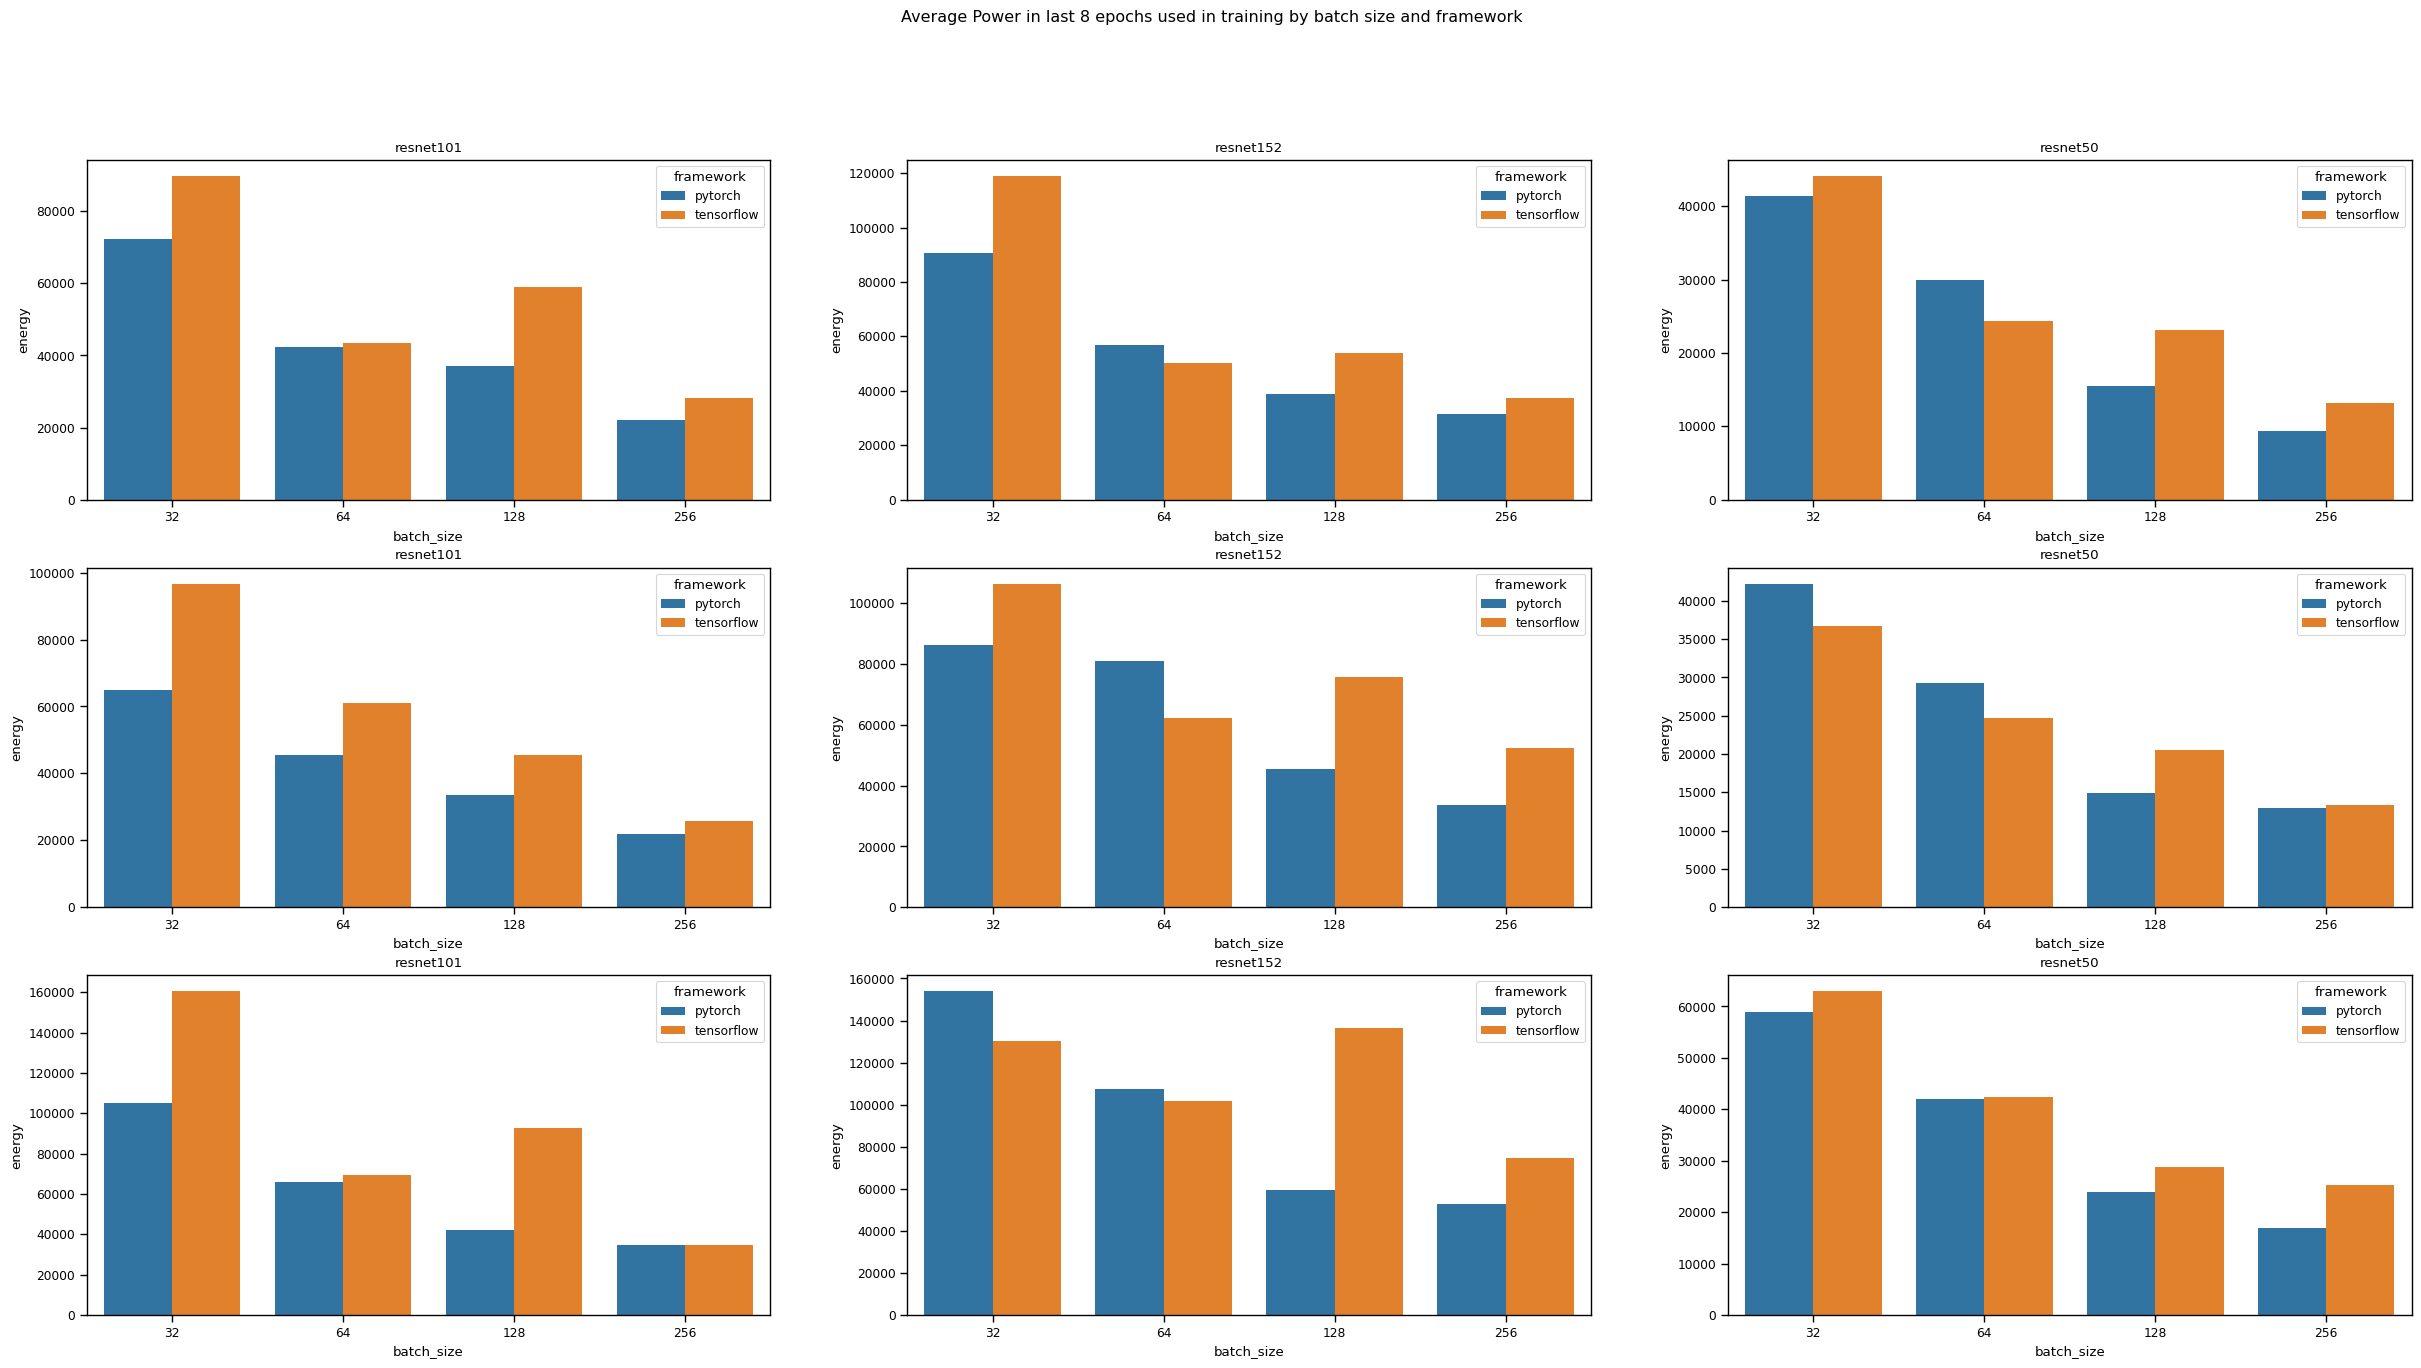 Average Power in last 8 epochs used in training by batch size and framework
resnet101
energy
80000
60000
40000
20000
0
32 64 128 256
batch_size
framework
pytorch
tensorflow
resnet152
energy
120000
100000
80000
60000
40000
20000
0
32 64 128 256
batch_size
framework
pytorch
tensorflow
resnet50
energy
40000
30000
20000
10000
0
32 64 128 256
batch_size
framework
pytorch
tensorflow
resnet101
energy
100000
80000
60000
40000
20000
0
32 64 128 256
batch_size
framework
pytorch
tensorflow
resnet152
energy
100000
80000
60000
40000
20000
0
32 64 128 256
batch_size
framework
pytorch
tensorflow
resnet50
energy
40000
35000
30000
25000
20000
15000
10000
5000
0
32 64 128 256
batch_size
framework
pytorch
tensorflow
resnet101
energy
160000
140000
120000
100000
80000
60000
40000
20000
0
32 64 128 256
batch_size
framework
pytorch
tensorflow
resnet152
energy
160000
140000
120000
100000
80000
60000
40000
20000
0
32 64 128 256
batch_size
framework
pytorch
tensorflow
resnet50
energy
60000
50000
40000
30000
20000
10000
0
32 64 128 256
batch_size
framework
pytorch
tensorflow